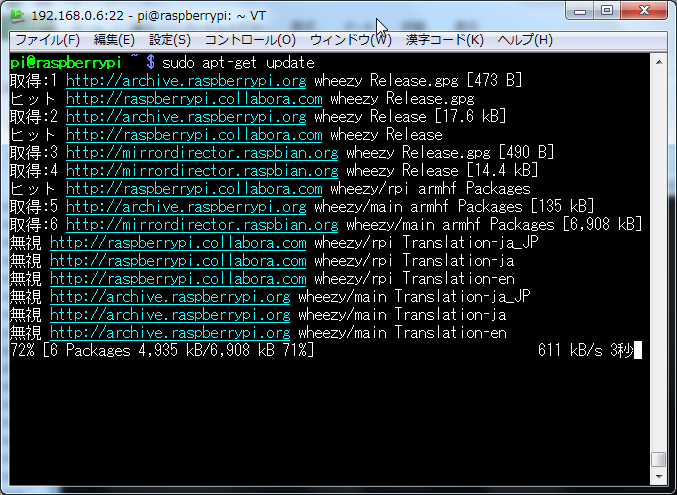 192.168.0.6:22 - pi@raspberrypi: ~ VT
ファイル(F) 編集(E) 設定(S) コントロール(O) ウィンドウ(W) 漢字コード(K) ヘルプ(H)
pi@raspberrypi ~ $ sudo apt-get update
取得:1 http://archive.raspberrypi.org wheezy Release.gpg [473 B]
ヒット http://raspberrypi.collabora.com wheezy Release.gpg
取得:2 http://archive.raspberrypi.org wheezy Release [17.6 kB]
ヒット http://raspberrypi.collabora.com wheezy Release
取得:3 http://mirrordirector.raspbian.org wheezy Release.gpg [490 B]
取得:4 http://mirrordirector.raspbian.org wheezy Release [14.4 kB]
ヒット http://raspberrypi.collabora.com wheezy/rpi armhf Packages
取得:5 http://archive.raspberrypi.org wheezy/main armhf Packages [135 kB]
取得:6 http://mirrordirector.raspbian.org wheezy/main armhf Packages [6,908 kB]
無視 http://raspberrypi.collabora.com wheezy/rpi Translation-ja_JP
無視 http://raspberrypi.collabora.com wheezy/rpi Translation-ja
無視 http://raspberrypi.collabora.com wheezy/rpi Translation-en
無視 http://archive.raspberrypi.org wheezy/main Translation-ja_JP
無視 http://archive.raspberrypi.org wheezy/main Translation-ja
無視 http://archive.raspberrypi.org wheezy/main Translation-en
72% [6 Packages 4,935 kB/6,908 kB 71%] 611 kB/s 3秒